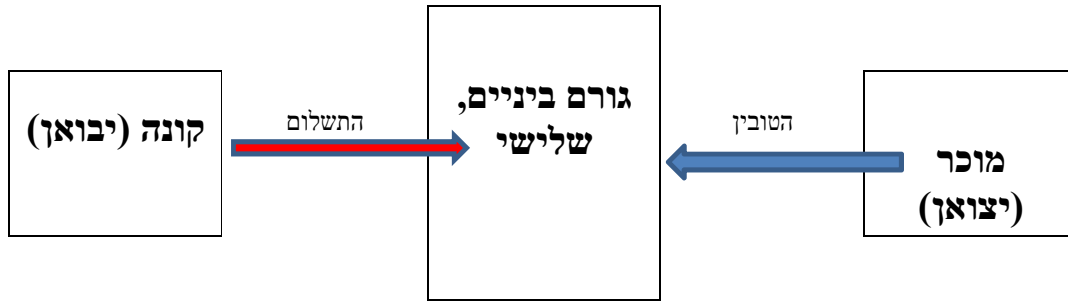 מוכר
(יצואן)
הטובין
גורם ביניים,
שלישי
התשלום
קונה (יבואן)